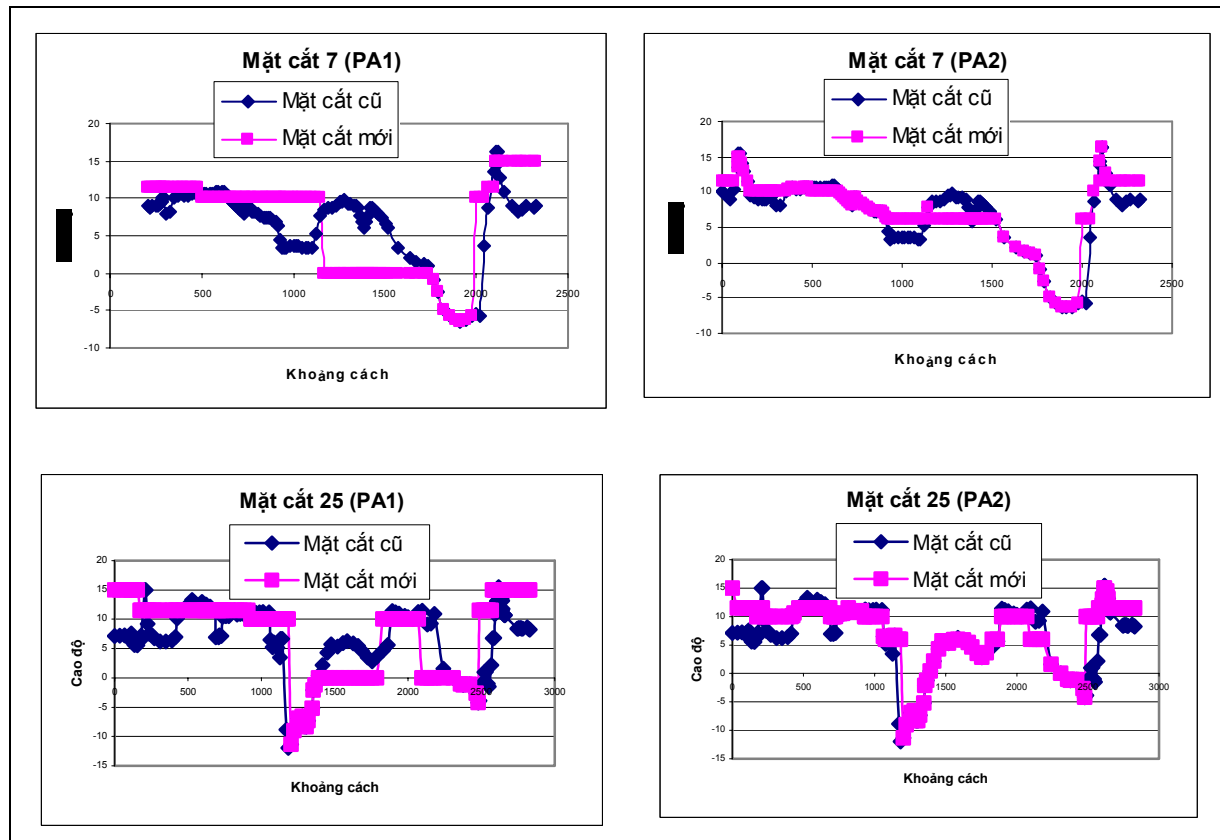 Mặt cắt 7 (PA1)
Mặt cắt cũ
Mặt cắt mới
20
15
10
5
0
-5
-10
0 500 1000 1500 2000 2500
Khoảng cách
Mặt cắt 7 (PA2)
Mặt cắt cũ
Mặt cắt mới
20
15
10
5
0
-5
-10
0 500 1000 1500 2000 2500
Khoảng cách
Mặt cắt 25 (PA1)
Mặt cắt cũ
Mặt cắt mới
Cao độ
20
15
10
5
0
-5
-10
-15
0 500 1000 1500 2000 2500 3000
Khoảng cách
Mặt cắt 25 (PA2)
Mặt cắt cũ
Mặt cắt mới
Cao độ
20
15
10
5
0
-5
-10
-15
0 500 1000 1500 2000 2500 3000
Khoảng cách